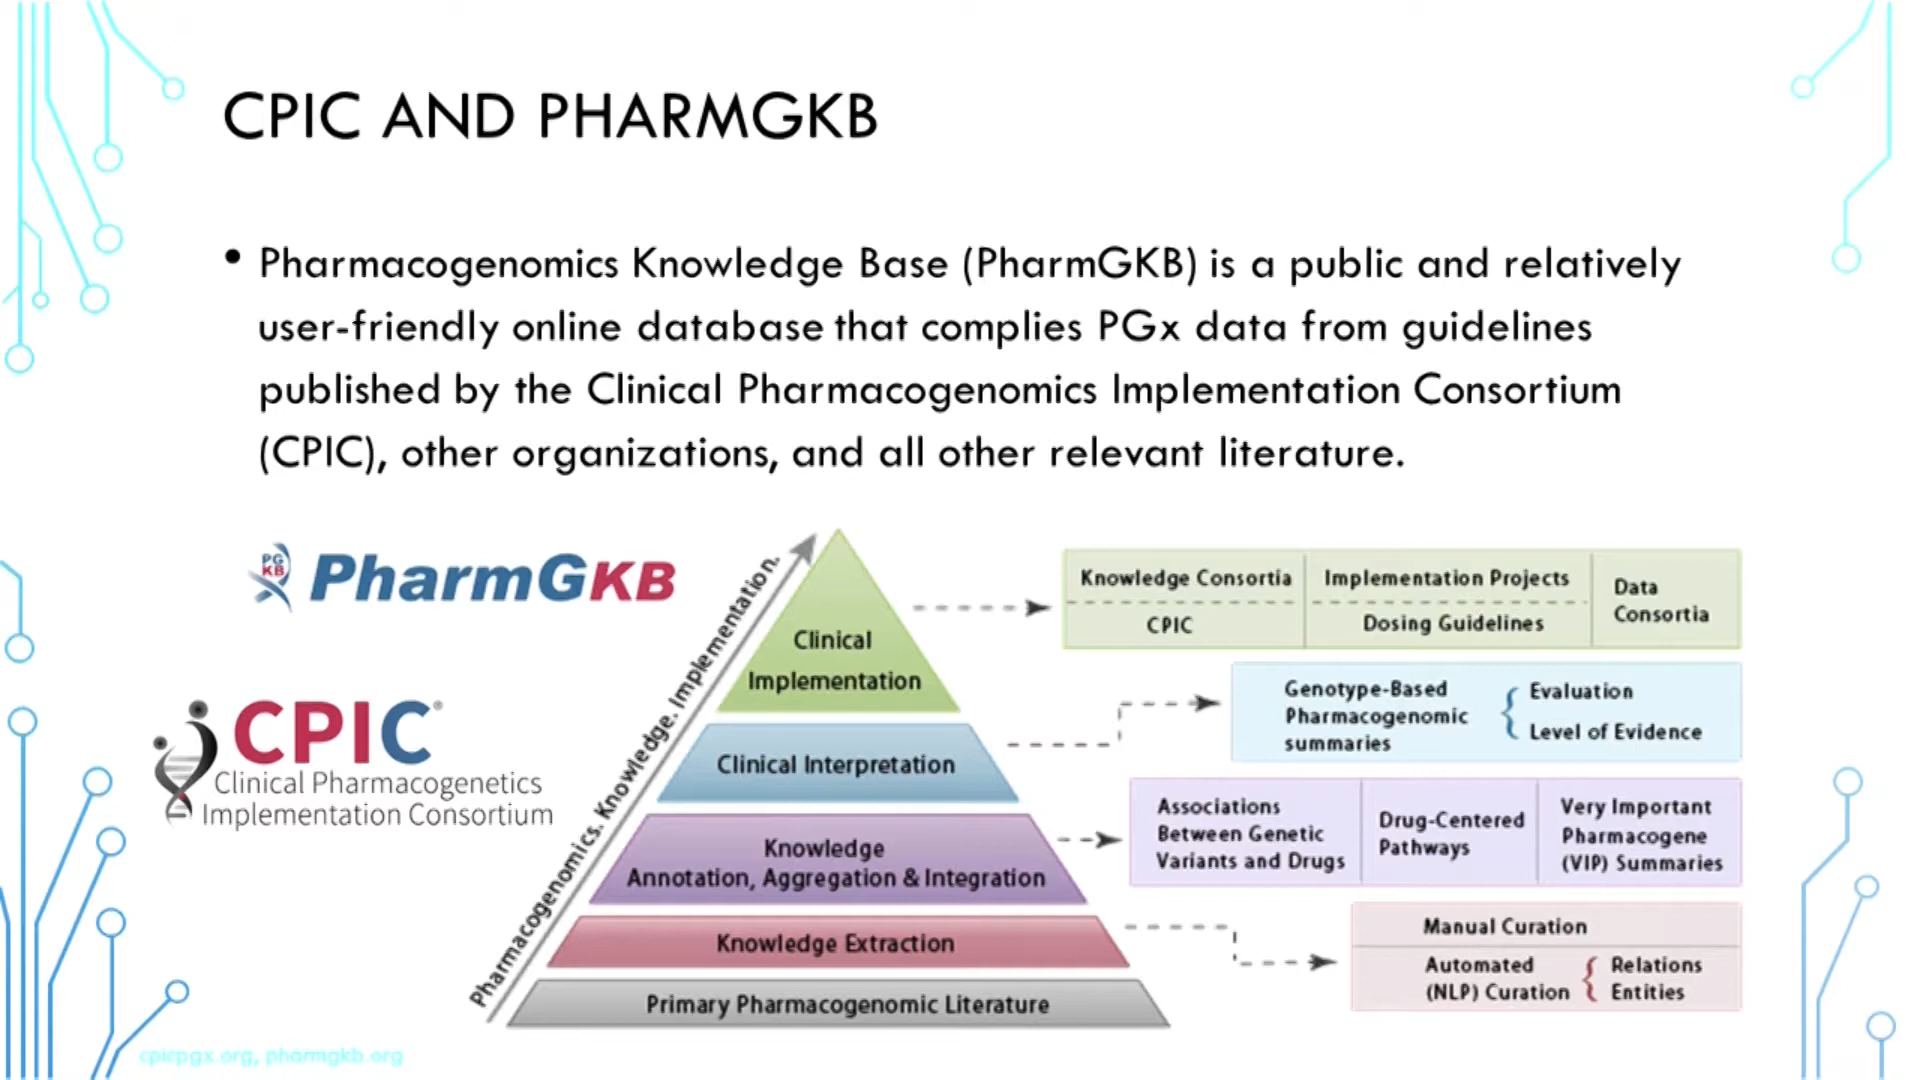 CPIC AND PHARMGKB
• Pharmacogenomics Knowledge Base (PharmGKB) is a public and relatively
user-friendly online database that complies PGx data from guidelines
published by the Clinical Pharmacogenomics Implementation Consortium
(CPIC), other organizations, and all other relevant literature.
PG
KB
PharmGKB
CPIC®
Clinical Pharmacogenetics
Implementation Consortium
Pharmacogenomics. Knowledge. Implementation.
Clinical
Implementation
Clinical Interpretation
Knowledge
Annotation, Aggregation & Integration
Knowledge Extraction
Primary Pharmacogenomic Literature
Knowledge Consortia
CPIC
Implementation Projects
Dosing Guidelines
Data
Consortia
Genotype-Based
Pharmacogenomic
summaries
Evaluation
Level of Evidence
Associations
Between Genetic
Variants and Drugs
Drug-Centered
Pathways
Very Important
Pharmacogene
(VIP) Summaries
Manual Curation
Automated
(NLP) Curation
Relations
Entities
cpicpgx.org, pharmgkb.org